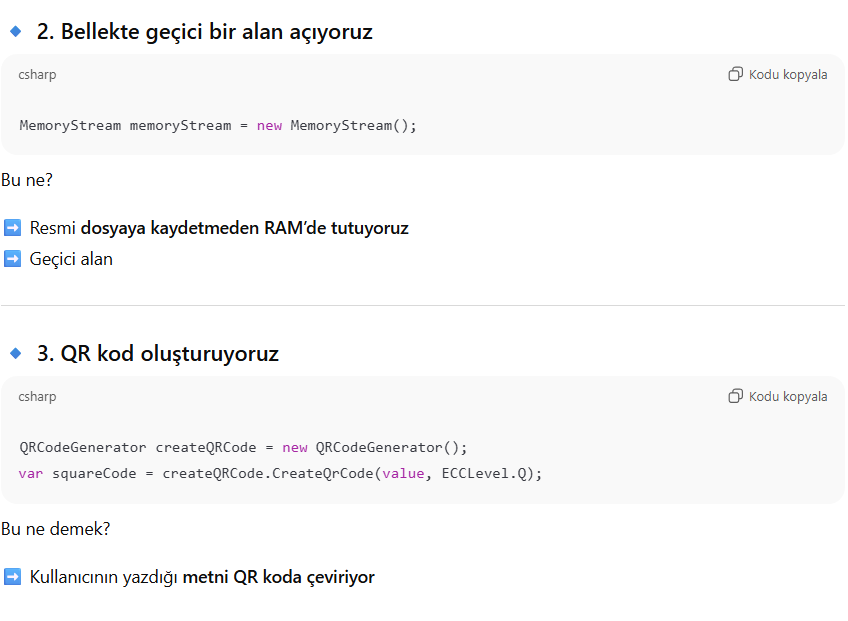 2. Bellekte geçici bir alan açıyoruz
csharp
Kodu kopyala
MemoryStream memoryStream = new MemoryStream();
Bu ne?
➡️ Resmi dosyaya kaydetmeden RAM’de tutuyoruz
➡️ Geçici alan
3. QR kod oluşturuyoruz
csharp
Kodu kopyala
QRCodeGenerator createQRCode = new QRCodeGenerator();
var squareCode = createQRCode.CreateQrCode(value, ECCLevel.Q);
Bu ne demek?
➡️ Kullanıcının yazdığı metni QR koda çeviriyor